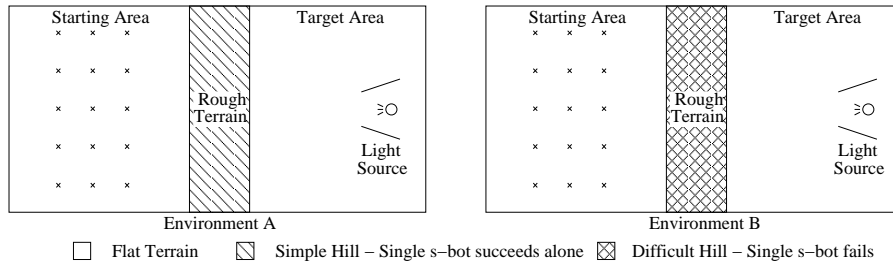 Starting Area Target Area
Rough
Terrain
Light
Source
Environment A
Starting Area Target Area
Rough
Terrain
Light
Source
Environment B
Flat Terrain Simple Hill − Single s−bot succeeds alone Difficult Hill − Single s−bot fails